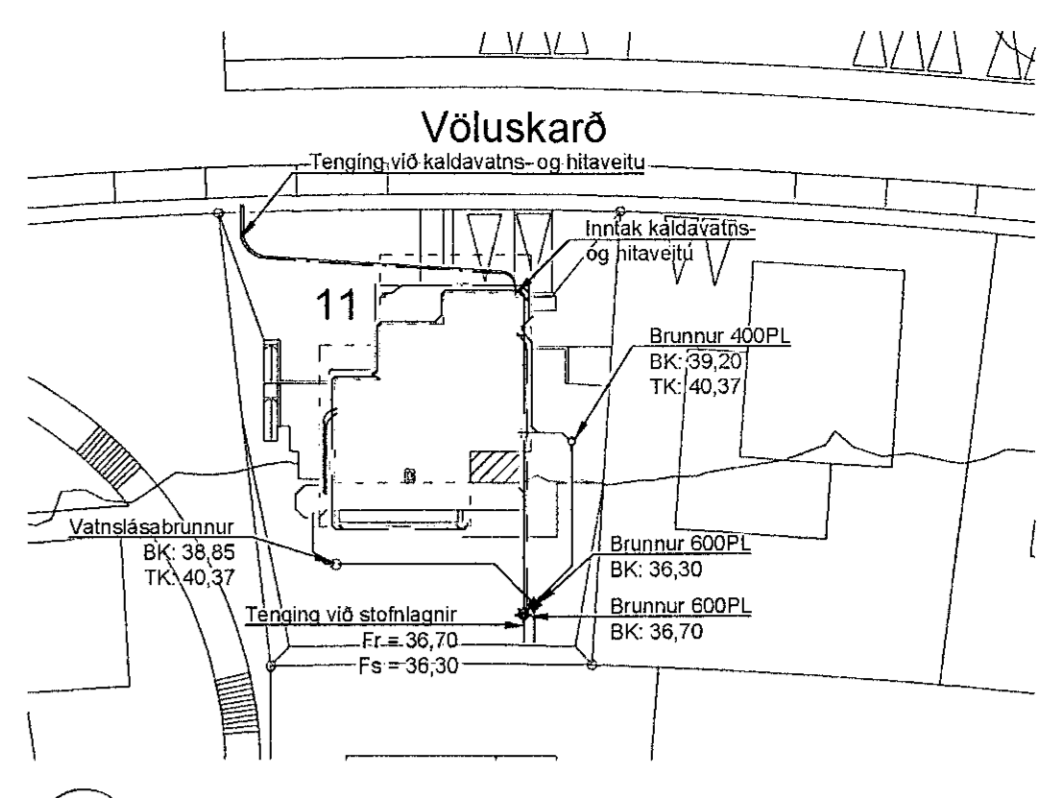 Völuskarð
Tenging við kaldavatns- og hitaveitu
Inntak kaldavatns-
og hitaveitu
11
Brunnur 400PL
BK: 39,20
TK: 40,37
Vatnslásabrunnur
BK: 38,85
TK: 40,37
Brunnur 600PL
BK: 36,30
Tenging við stofnlagnir
Fr = 36,70
Fs = 36,30
Brunnur 600PL
BK: 36,70